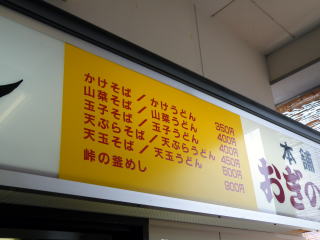 かけそば／かけうどん 350円
山菜そば／山菜うどん 400円
玉子そば／玉子うどん 400円
天ぷらそば／天ぷらうどん 450円
天玉そば／天玉うどん 500円
峠の釜めし 900円
本舗
おぎの